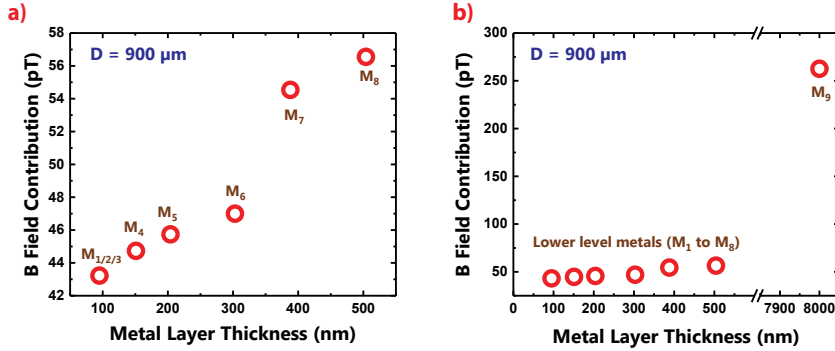 a)
D = 900 μm
B Field Contribution (pT)
58
56
54
52
50
48
46
44
42
M1/2/3
M4
M5
M6
M7
M8
100
200
300
400
500
Metal Layer Thickness (nm)
b)
D = 900 μm
B Field Contribution (pT)
300
250
200
150
100
50
M9
Lower level metals (M1 to M8)
0
100
200
300
400
500
7900
8000
Metal Layer Thickness (nm)